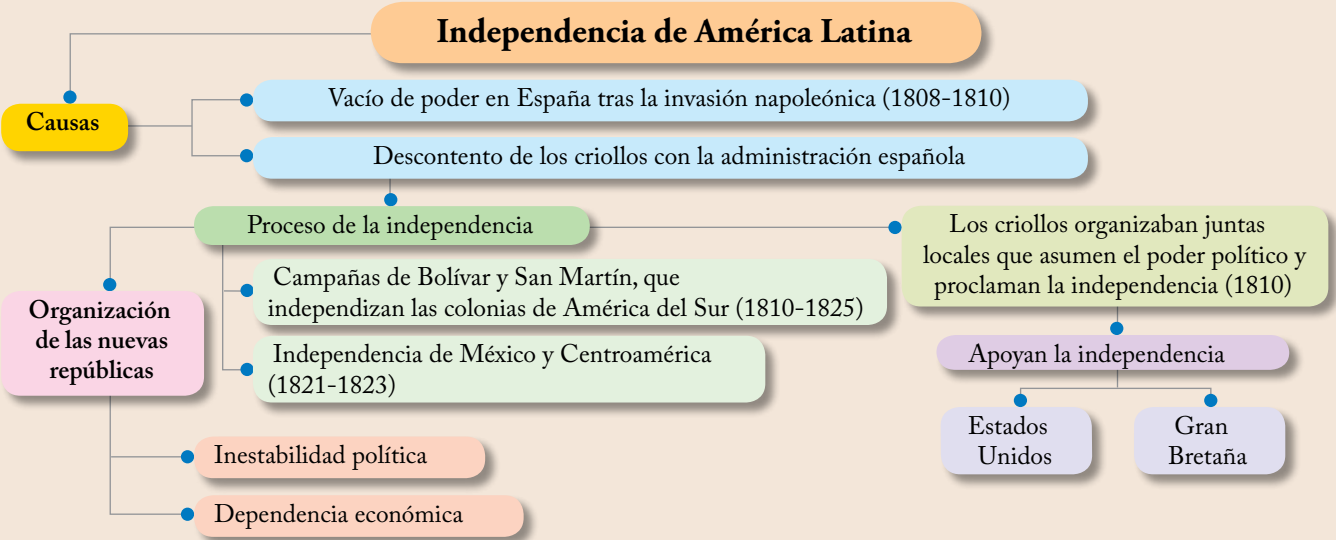 Independencia de América Latina
Causas
Vacío de poder en España tras la invasión napoleónica (1808-1810)
Descontento de los criollos con la administración española
Proceso de la independencia
Campañas de Bolívar y San Martín, que
independizan las colonias de América del Sur (1810-1825)
Independencia de México y Centroamérica
(1821-1823)
Los criollos organizaban juntas
locales que asumen el poder político y
proclaman la independencia (1810)
Apoyan la independencia
Estados
Unidos
Gran
Bretaña
Organización
de las nuevas
repúblicas
Inestabilidad política
Dependencia económica